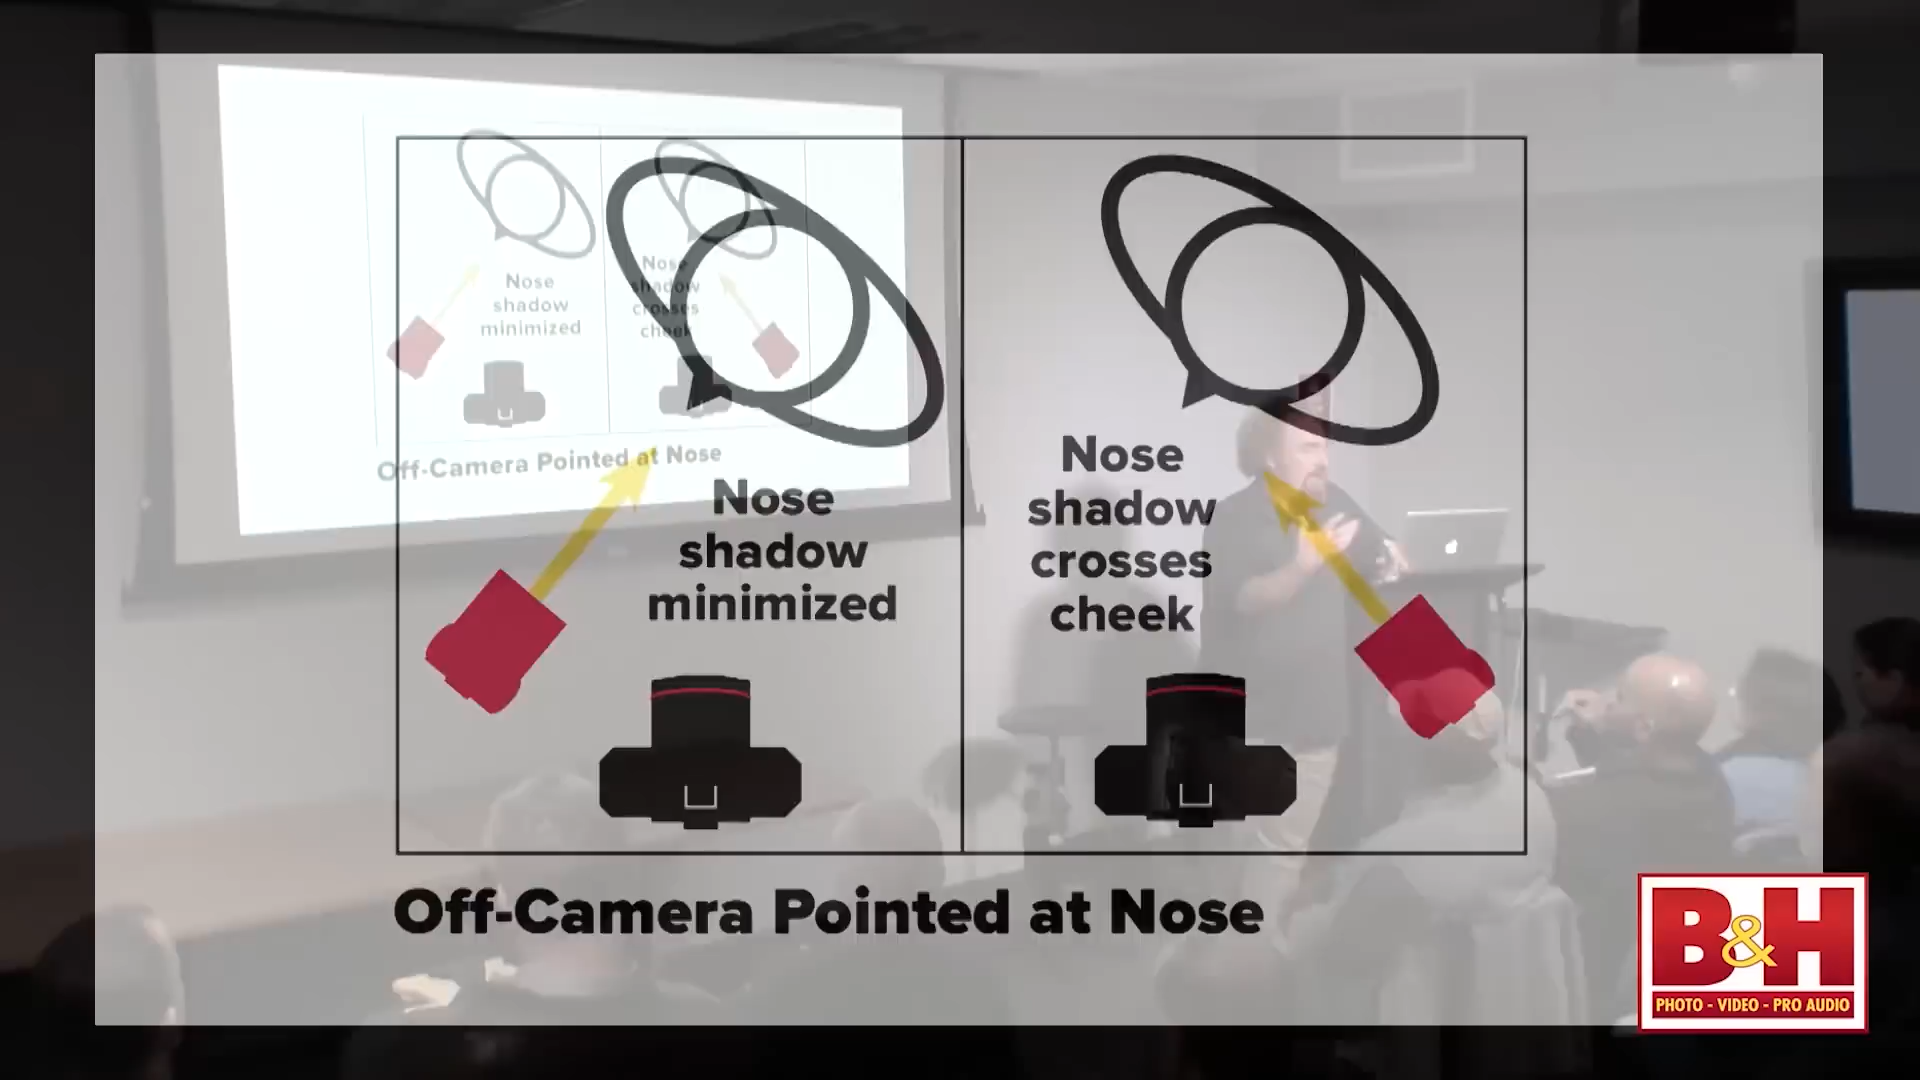 Nose
shadow
minimized
Nose
shadow
crosses
cheek
Off-Camera Pointed at Nose
Nose
shadow
minimized
Nose
shadow
crosses
cheek
Off-Camera Pointed at Nose
B&H
PHOTO - VIDEO - PRO AUDIO